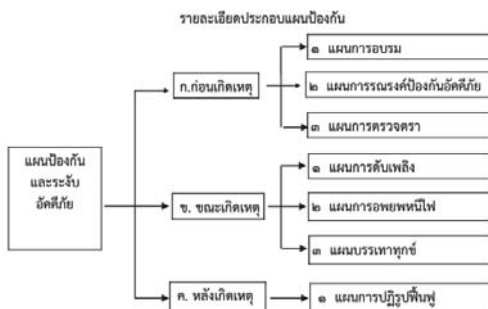 รายละเอียดประกอบแผนป้องกัน
แผนป้องกัน
และระงับ
อัคคีภัย
ก.ก่อนเกิดเหตุ
๑ แผนการอบรม
๒ แผนการรณรงค์ป้องกันอัคคีภัย
๓ แผนการตรวจตรา
ข. ขณะเกิดเหตุ
๑ แผนการดับเพลิง
๒ แผนการอพยพหนีไฟ
๓ แผนบรรเทาทุกข์
ค. หลังเกิดเหตุ
๑ แผนการปฏิรูปฟื้นฟู